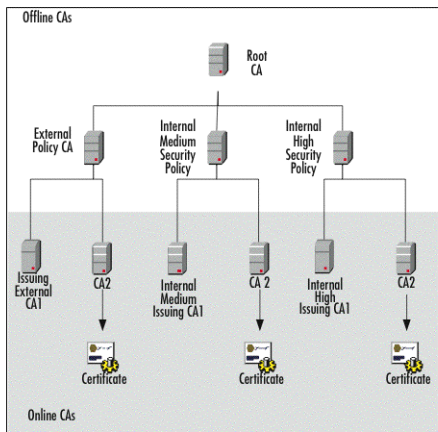 Offline CAs
Root
CA
External
Policy CA
Internal
Medium
Security
Policy
Internal
High
Security
Policy
Issuing
External
CA1
CA2
Internal
Medium
Issuing CA1
CA 2
Internal
High
Issuing CA1
CA2
Certificate
Certificate
Certificate
Online CAs